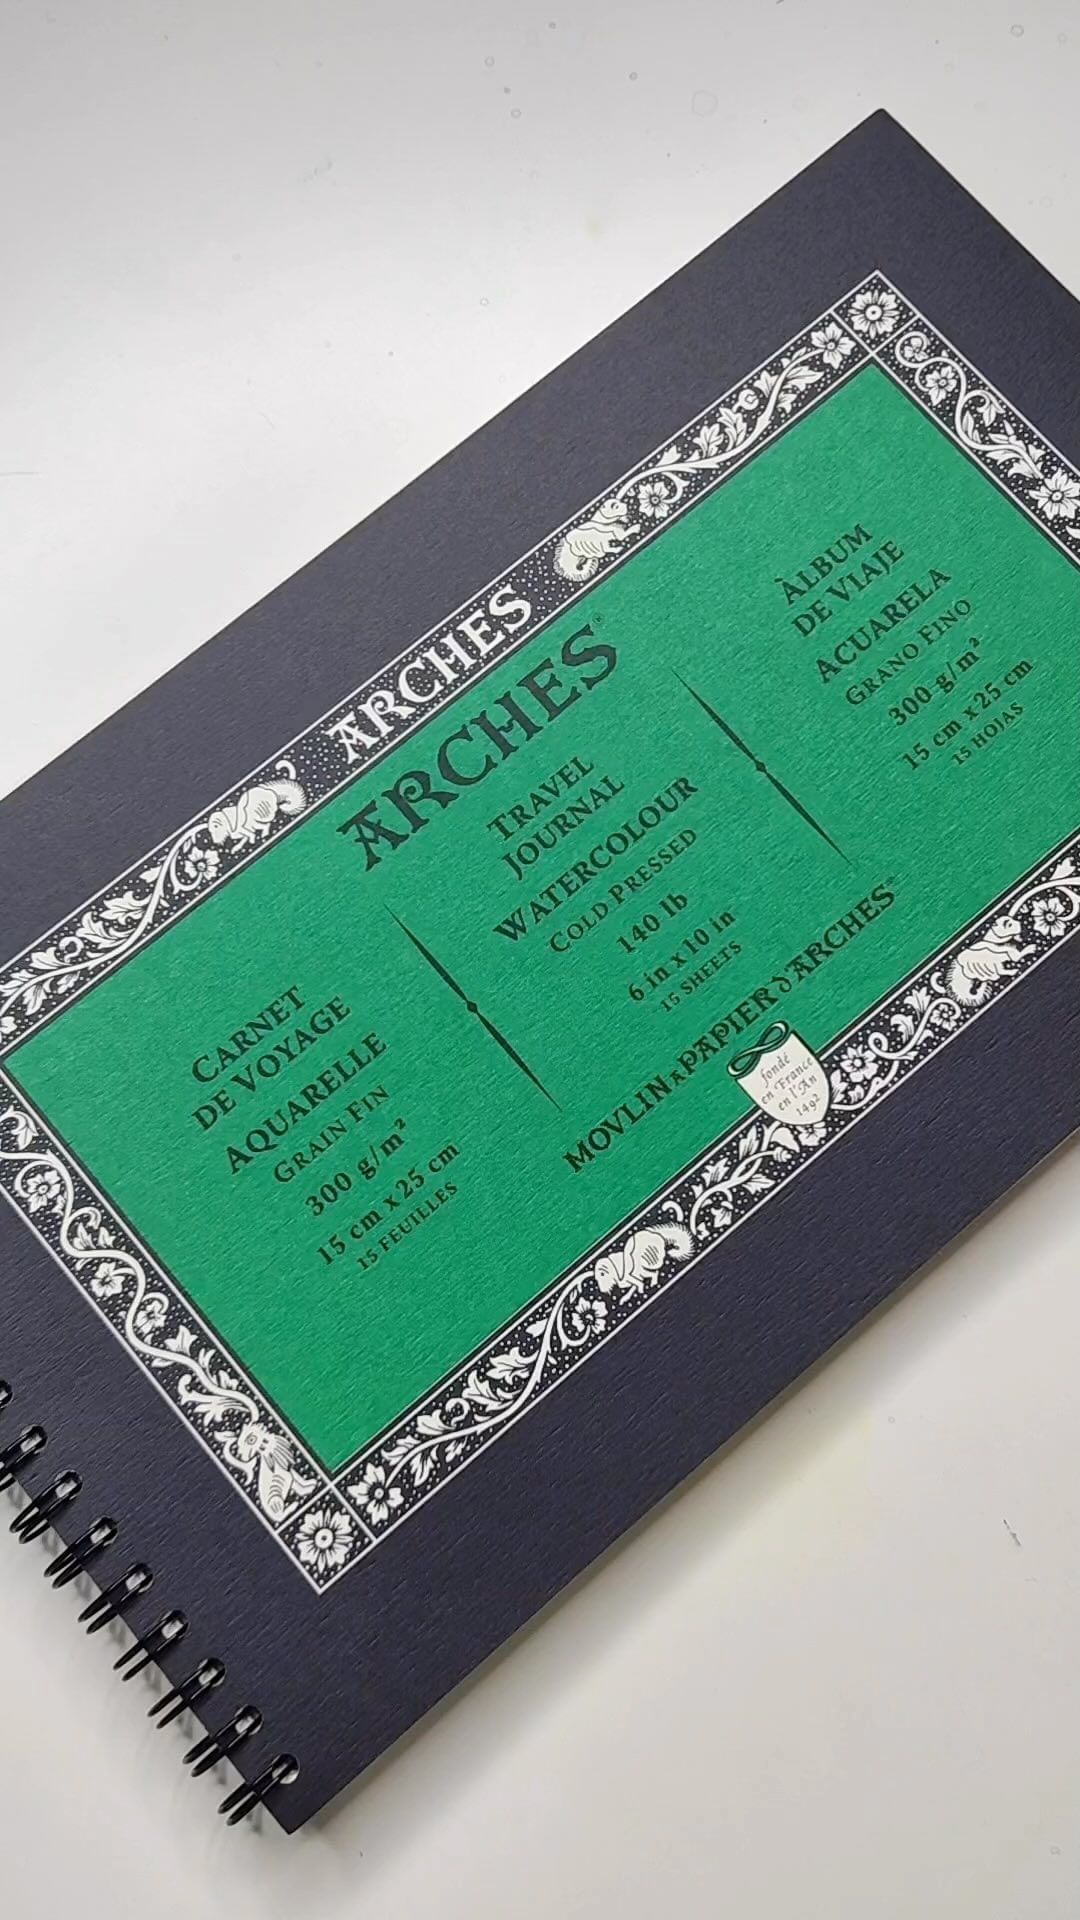 ARCHES
ARCHES®
CARNET
DE VOYAGE
AQUARELLE
GRAIN FIN
300 g/m²
15 cm x 25 cm
15 FEUILLES
TRAVEL
JOURNAL
WATERCOLOUR
COLD PRESSED
140 lb
6 in x 10 in
15 SHEETS
ÀLBUM
DE VIAJE
ACUARELA
GRANO FINO
300 g/m²
15 cm x 25 cm
15 HOJAS
MOVLIN A PAPIER D'ARCHES®
fondé
en France
en l'An
1492